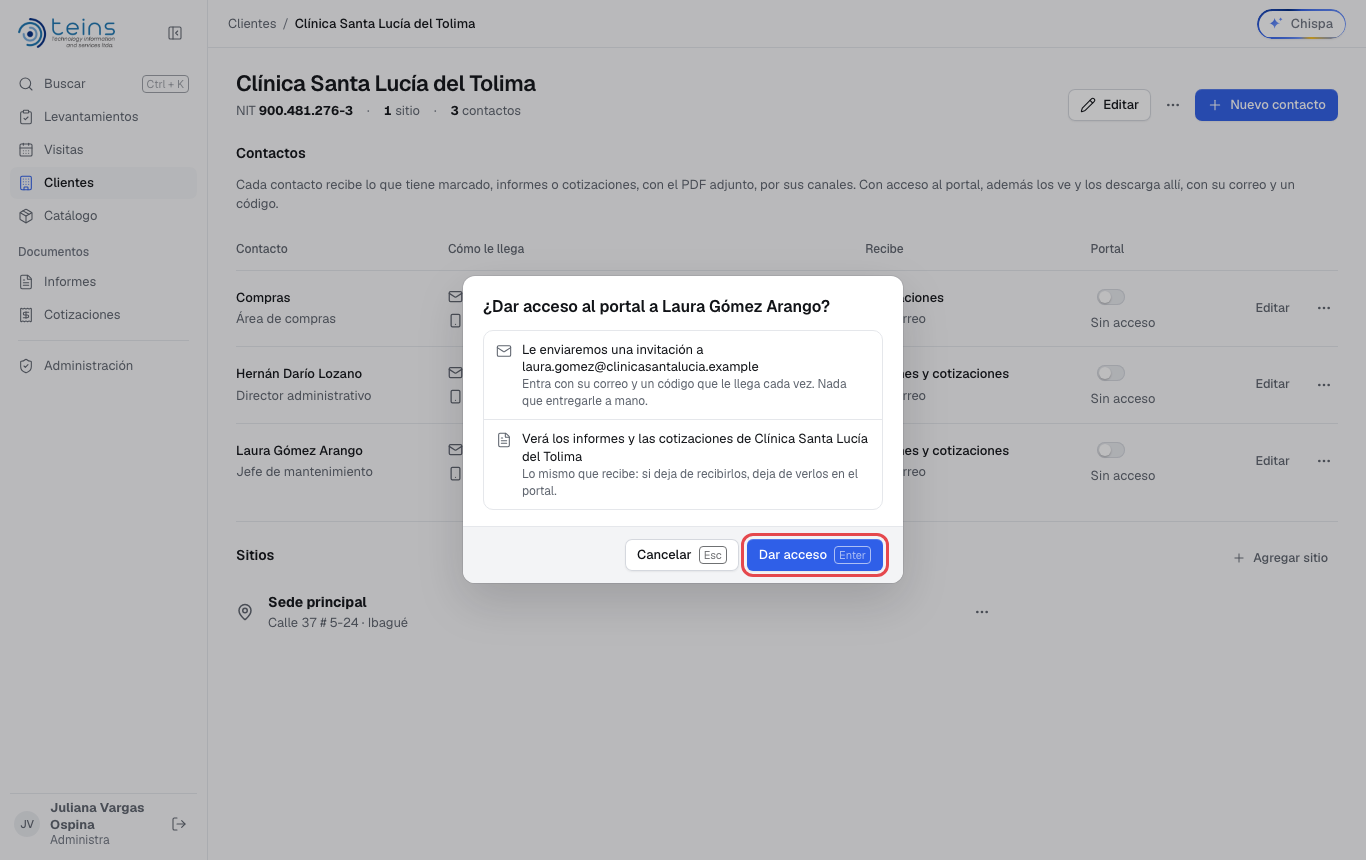 teins
Technology information
and services ltda.
Buscar
Ctrl + K
Levantamientos
Visitas
Clientes
Catálogo
Documentos
Informes
Cotizaciones
Administración
JV
Juliana Vargas
Ospina
Administra
Clientes / Clínica Santa Lucía del Tolima
Chispa
Clínica Santa Lucía del Tolima
NIT 900.481.276-3 · 1 sitio · 3 contactos
Editar
Nuevo contacto
Contactos
Cada contacto recibe lo que tiene marcado, informes o cotizaciones, con el PDF adjunto, por sus canales. Con acceso al portal, además los ve y los descarga allí, con su correo y un
código.
Contacto
Cómo le llega
Recibe
Portal
Compras
Área de compras
aciones
rreo
Sin acceso
Editar
Hernán Darío Lozano
Director administrativo
es y cotizaciones
rreo
Sin acceso
Editar
Laura Gómez Arango
Jefe de mantenimiento
es y cotizaciones
rreo
Sin acceso
Editar
¿Dar acceso al portal a Laura Gómez Arango?
Le enviaremos una invitación a
laura.gomez@clinicasantalucia.example
Entra con su correo y un código que le llega cada vez. Nada
que entregarle a mano.
Verá los informes y las cotizaciones de Clínica Santa Lucía
del Tolima
Lo mismo que recibe: si deja de recibirlos, deja de verlos en el
portal.
Cancelar Esc
Dar acceso Enter
Sitios
Agregar sitio
Sede principal
Calle 37 # 5-24 · Ibagué